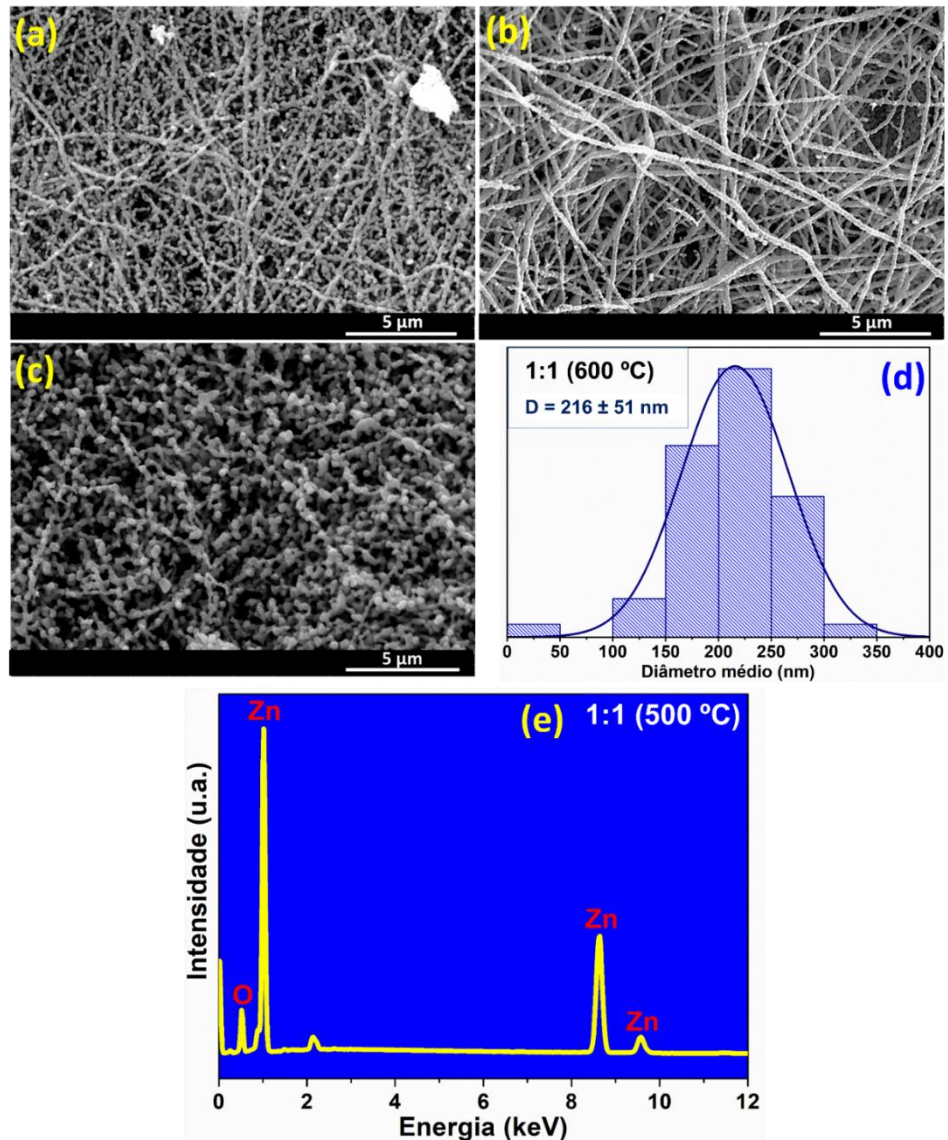 (a)
5 µm
(b)
5 µm
(c)
5 µm
1:1 (600 ºC)
D = 216 ± 51 nm
(d)
0 50 100 150 200 250 300 350 400
Diâmetro médio (nm)
(e)
1:1 (500 ºC)
Zn
O
Zn
Zn
Intensidade (u.a.)
0 2 4 6 8 10 12
Energia (keV)